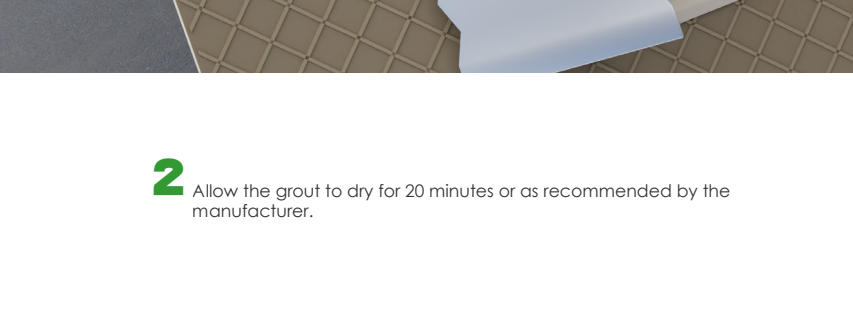 2
Allow the grout to dry for 20 minutes or as recommended by the
manufacturer.